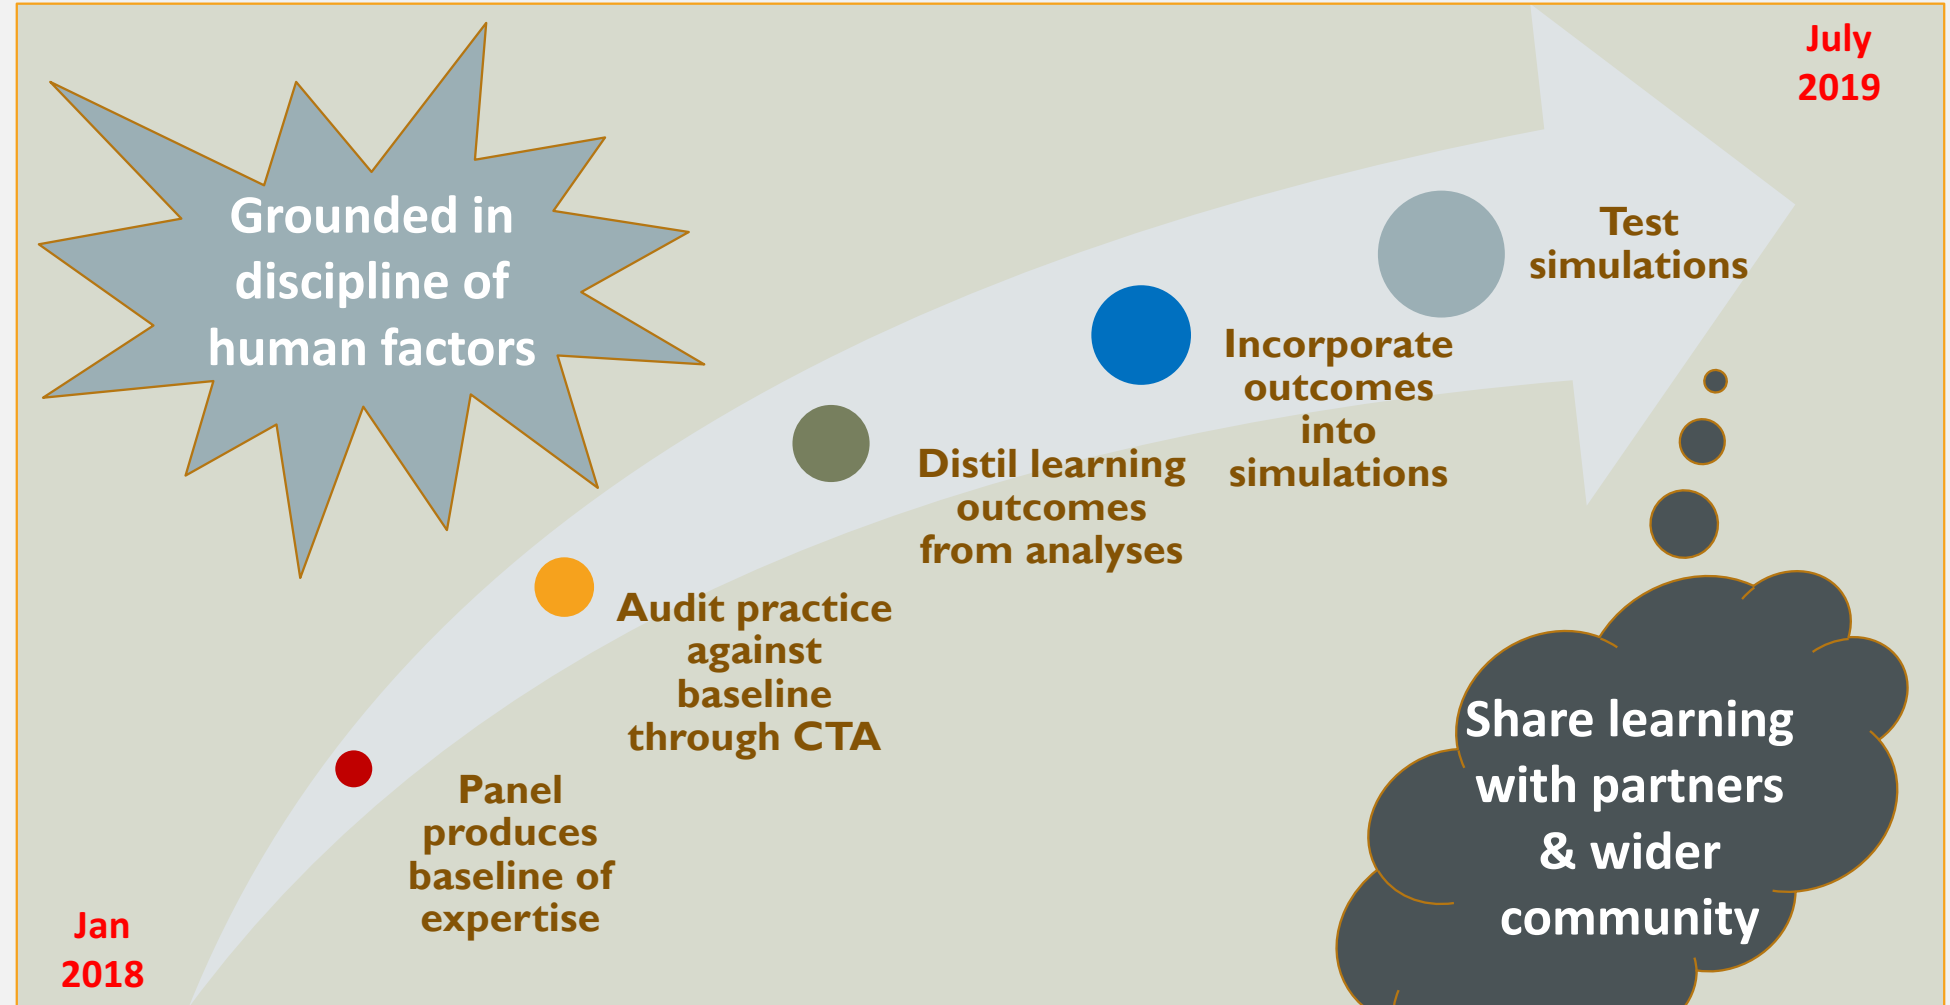 July
2019
Grounded in
discipline of
human factors
Test
simulations
Incorporate
outcomes
into
simulations
Distil learning
outcomes
from analyses
Audit practice
against
baseline
through CTA
Panel
produces
baseline of
expertise
Share learning
with partners
& wider
community
Jan
2018